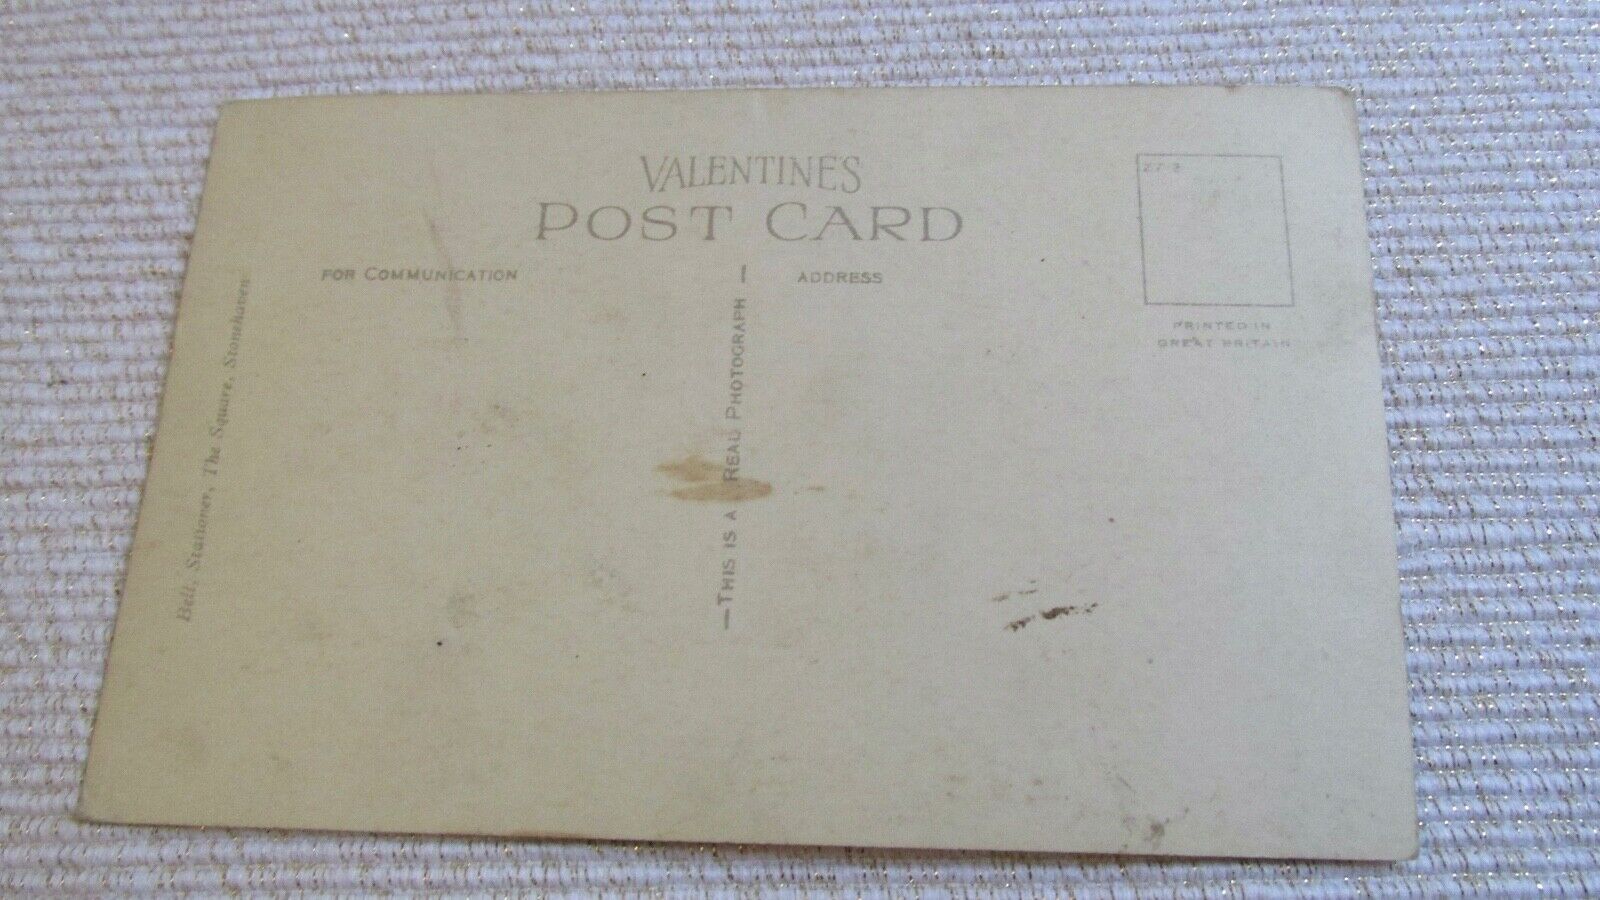 VALENTINES
POST CARD
FOR COMMUNICATION
ADDRESS
—THIS IS A REAL PHOTOGRAPH—
PRINTED IN
GREAT BRITAIN
Bell, Stationer, The Square, Stonehaven